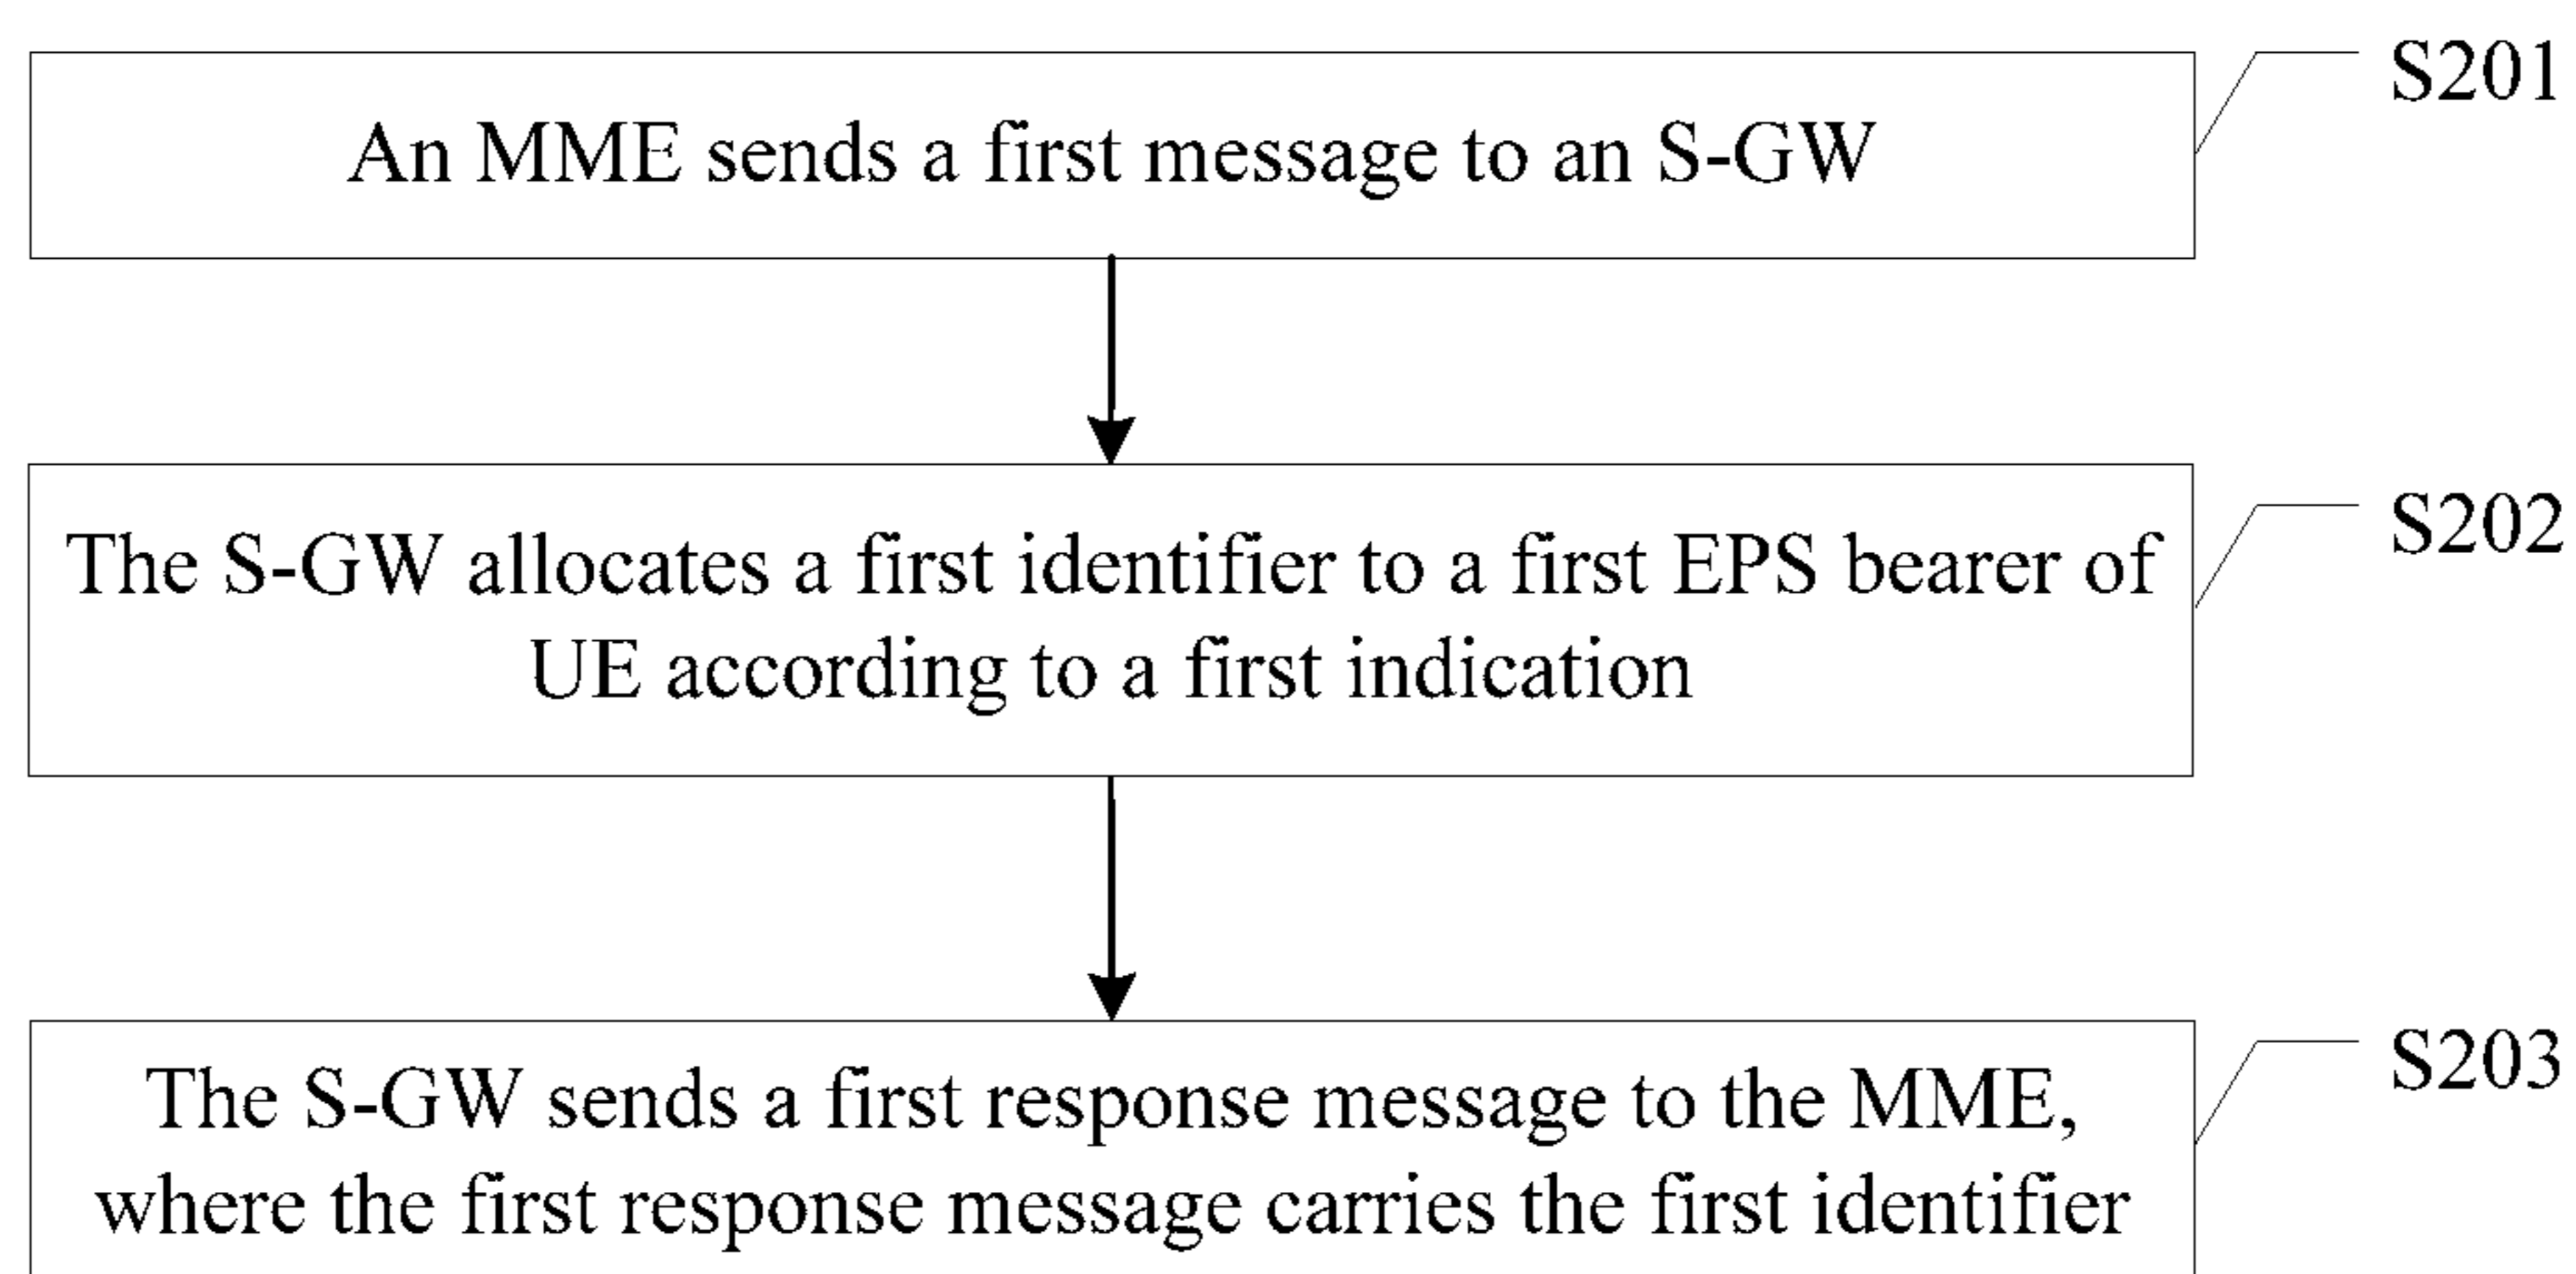 S201
An MME sends a first message to an S-GW
S202
The S-GW allocates a first identifier to a first EPS bearer of
UE according to a first indication
S203
The S-GW sends a first response message to the MME,
where the first response message carries the first identifier